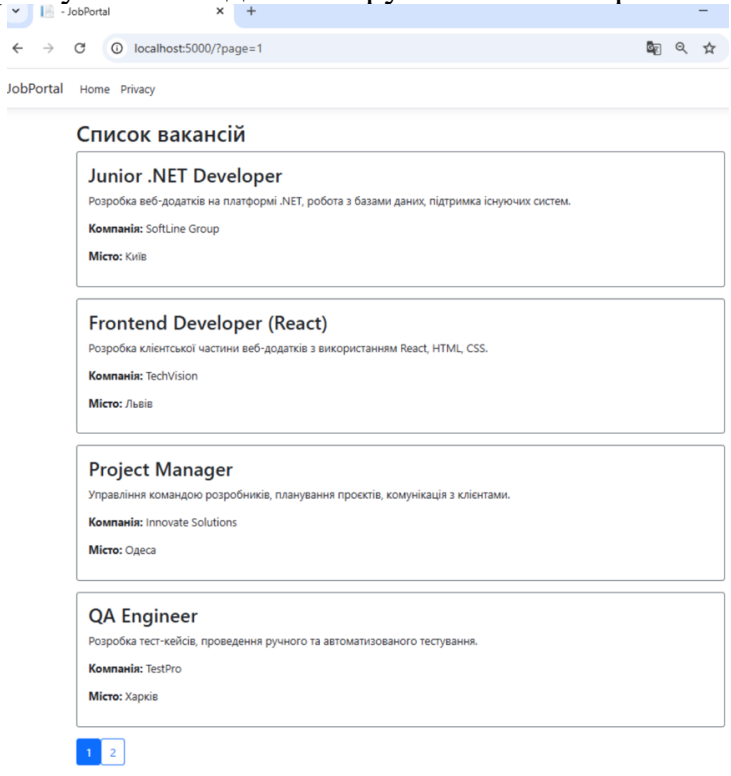 - JobPortal
localhost:5000/?page=1
JobPortal Home Privacy
Список вакансій
Junior .NET Developer
Розробка веб-додатків на платформі .NET, робота з базами даних, підтримка існуючих систем.
Компанія: SoftLine Group
Місто: Київ
Frontend Developer (React)
Розробка клієнтської частини веб-додатків з використанням React, HTML, CSS.
Компанія: TechVision
Місто: Львів
Project Manager
Управління командою розробників, планування проєктів, комунікація з клієнтами.
Компанія: Innovate Solutions
Місто: Одеса
QA Engineer
Розробка тест-кейсів, проведення ручного та автоматизованого тестування.
Компанія: TestPro
Місто: Харків
1 2